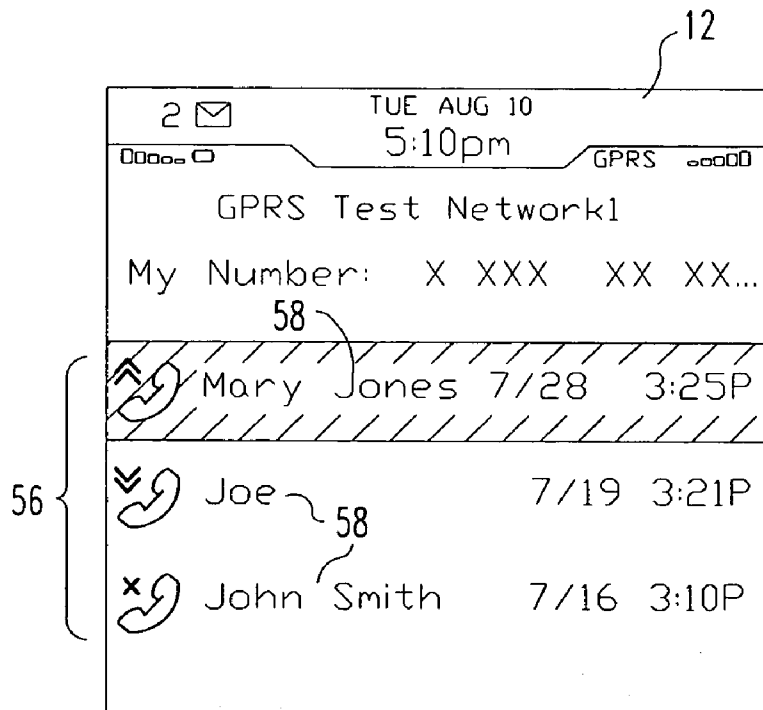 12
2 TUE AUG 10
5:10pm
GPRS
GPRS Test Network1
My Number: X XXX XX XX...
58
Mary Jones 7/28 3:25P
56
Joe 7/19 3:21P
58
John Smith 7/16 3:10P